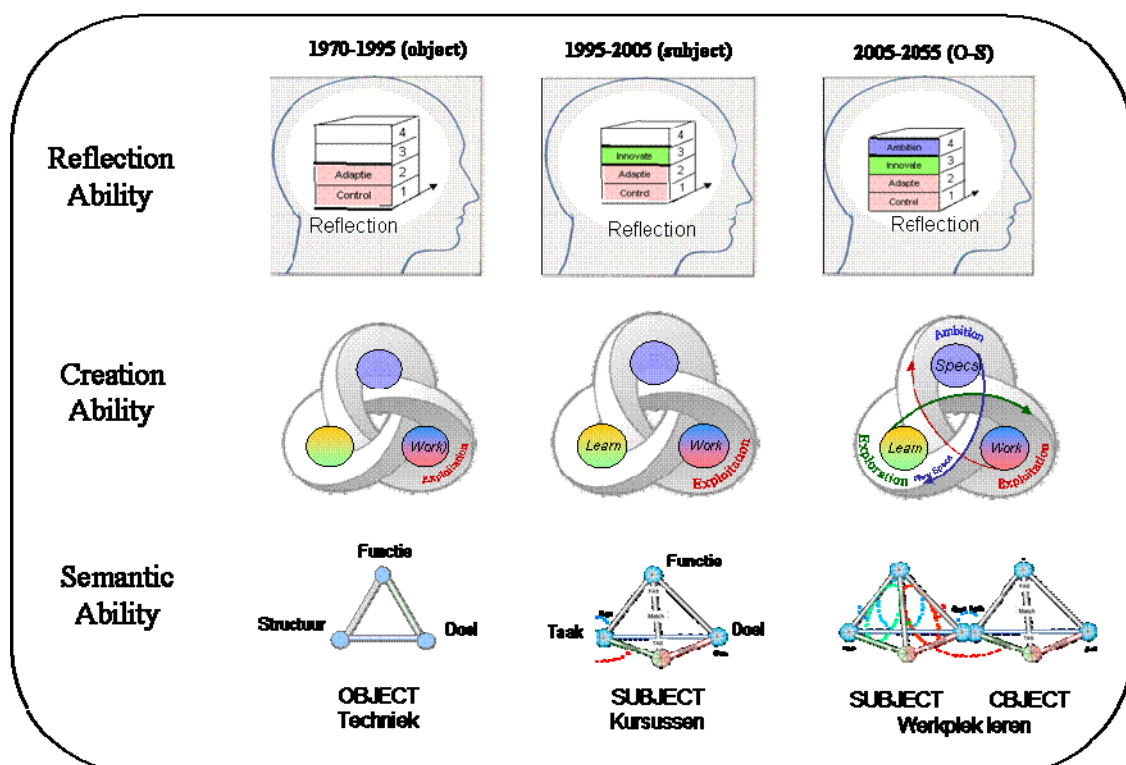 1970-1995 (object)
1995-2005 (subject)
2005-2055 (O-S)
Reflection
Ability
4
3
Adaptie
2
Control
1
Reflection
4
Innovate
3
Adaptie
2
Control
1
Reflection
Ambition
4
Innovate
3
Adaptie
2
Control
1
Reflection
Creation
Ability
Work)
Exploitation
Learn
Work
Exploitation
Ambition
Specs
Learn
Work
Exploration
Exploitation
Semantic
Ability
Functie
Structuur
Doel
OBJECT
Techniek
Functie
Taak
Doel
Match
SUBJECT
Kursussen
SUBJECT
CBJECT
Werkplek leren